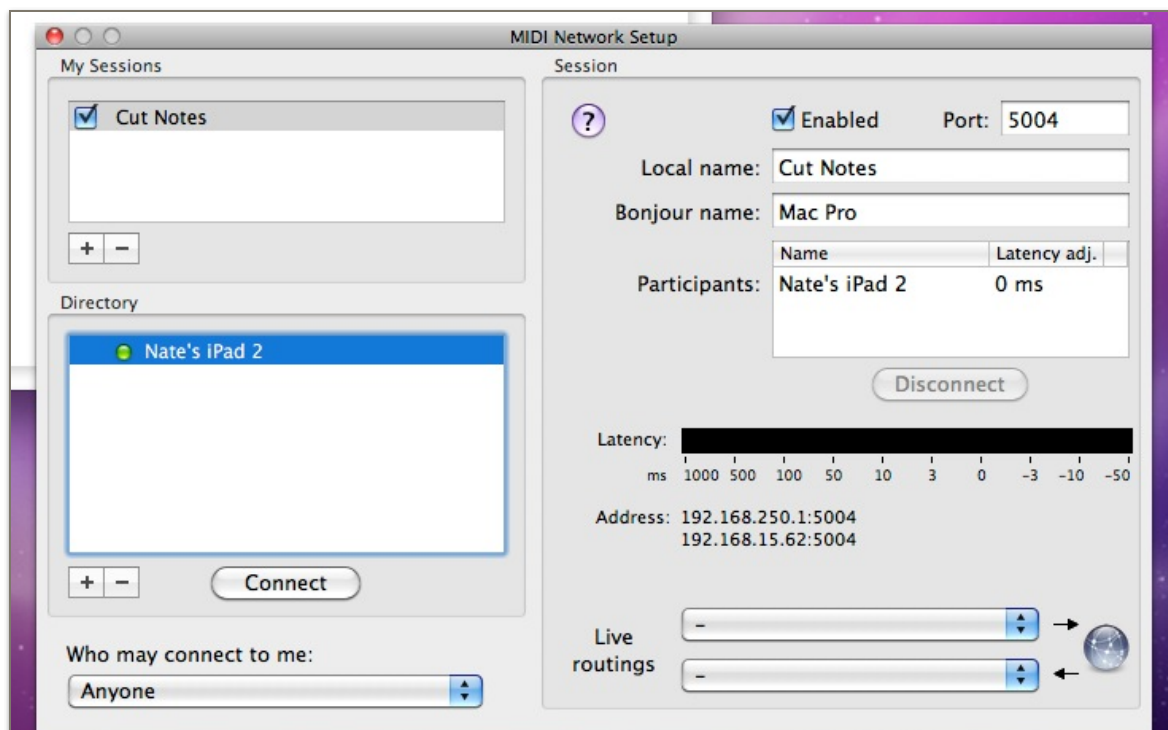 MIDI Network Setup
My Sessions
Cut Notes
+ −
Directory
Nate's iPad 2
+ −
Connect
Who may connect to me:
Anyone
Session
?
Enabled
Port: 5004
Local name: Cut Notes
Bonjour name: Mac Pro
Name Latency adj.
Participants: Nate's iPad 2 0 ms
Disconnect
Latency:
ms 1000 500 100 50 10 3 0 −3 −10 −50
Address: 192.168.250.1:5004
192.168.15.62:5004
–
Live
routings
–